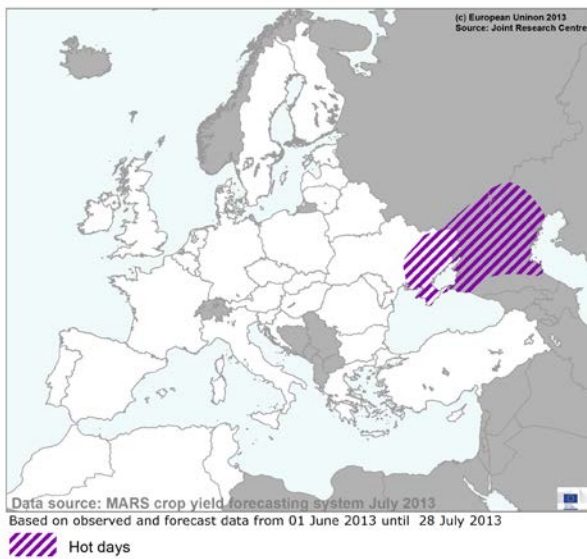 (c) European Uninon 2013
Source: Joint Research Centre
Data source: MARS crop yield forecasting system July 2013
Based on observed and forecast data from 01 June 2013 until 28 July 2013
Hot days